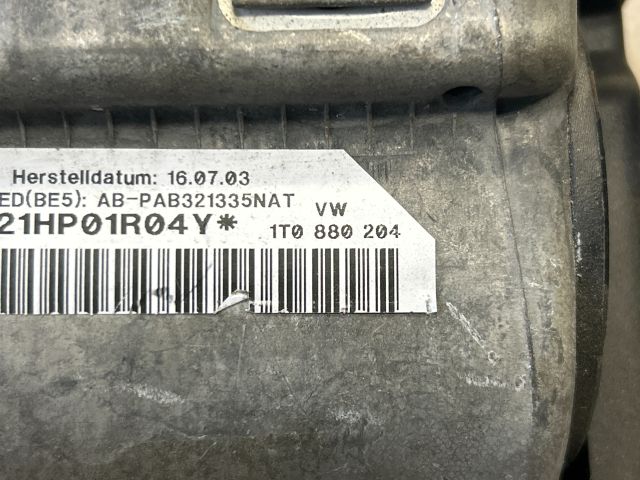 Herstelldatum: 16.07.03
ED(BE5): AB-PAB321335NAT
VW
21HP01R04Y*
1T0 880 204